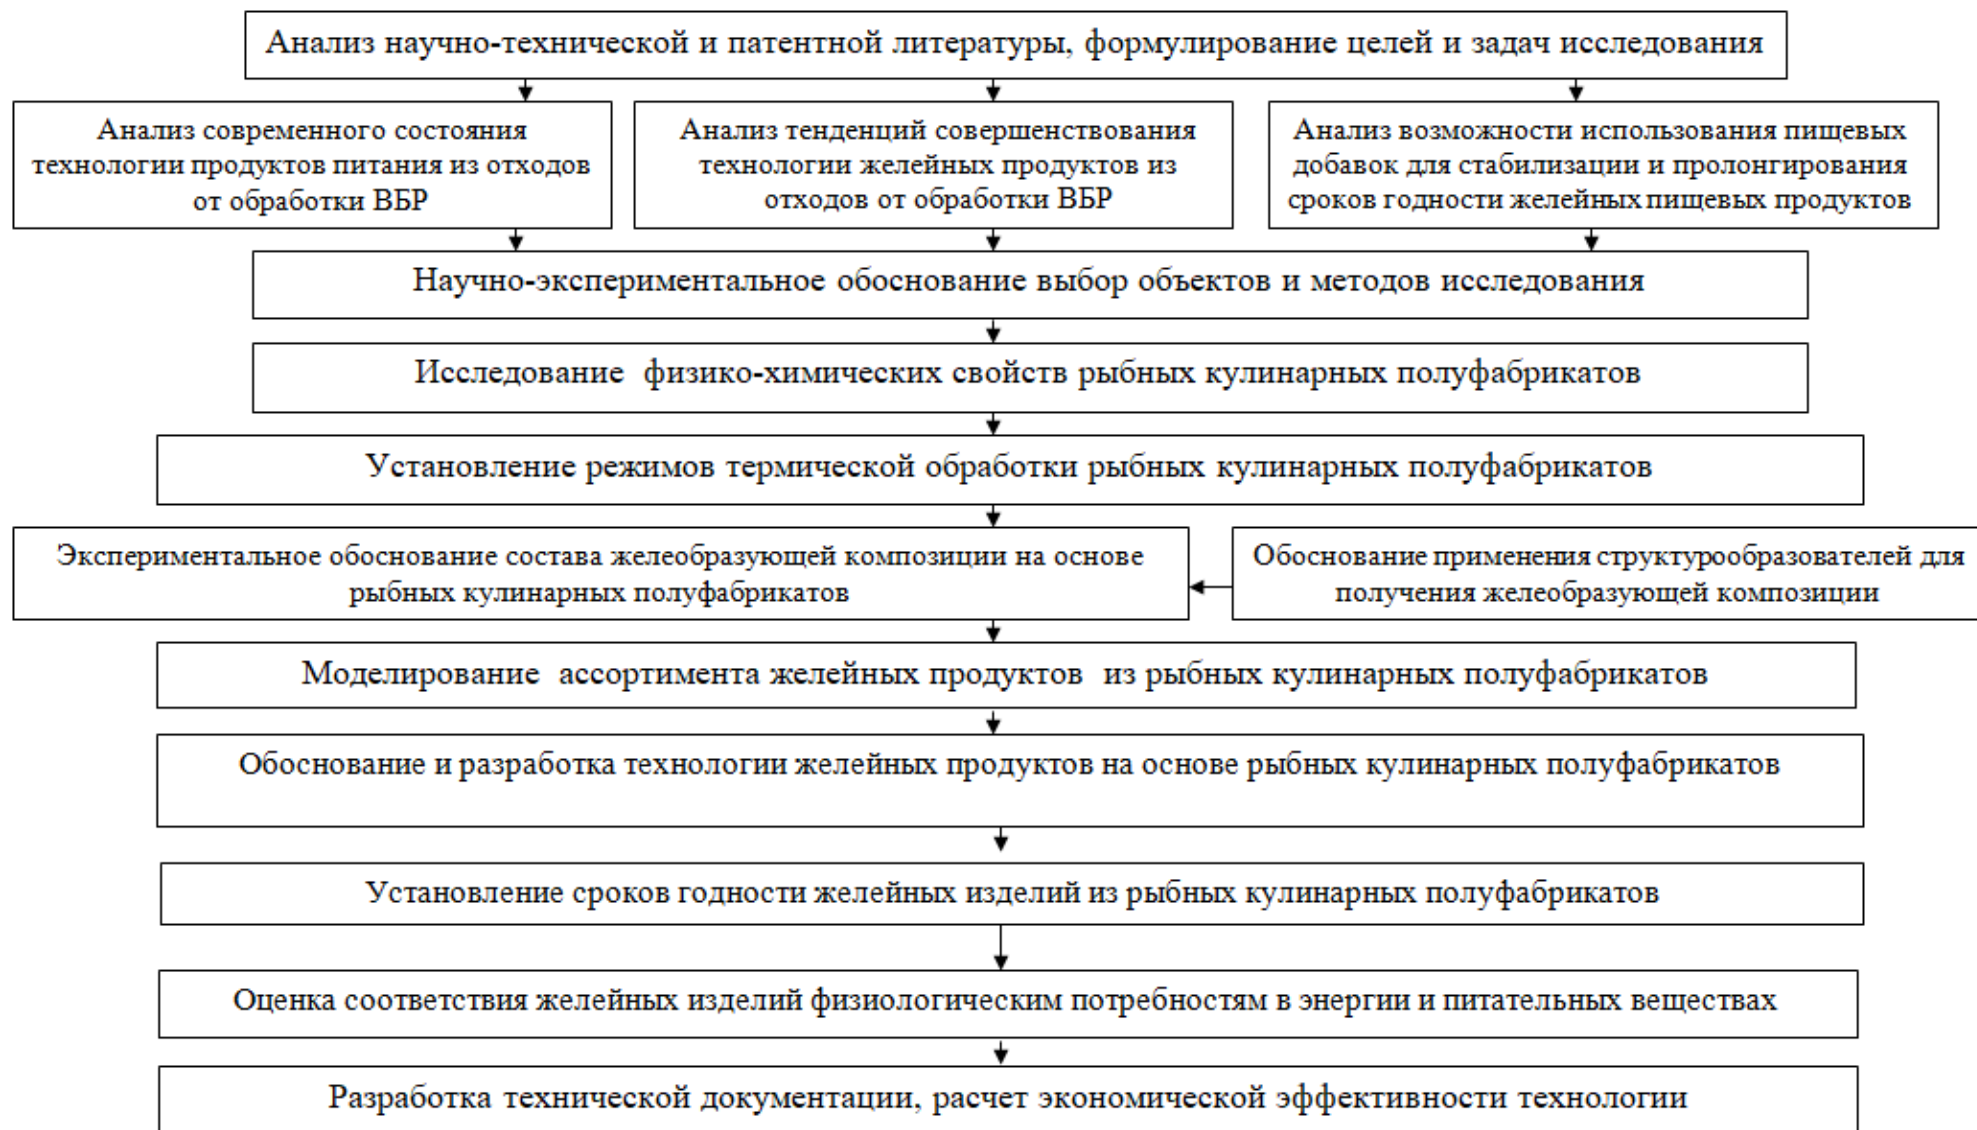 Анализ научно-технической и патентной литературы, формулирование целей и задач исследования
Анализ современного состояния
технологии продуктов питания из отходов
от обработки ВБР
Анализ тенденций совершенствования
технологии желейных продуктов из
отходов от обработки ВБР
Анализ возможности использования пищевых
добавок для стабилизации и пролонгирования
сроков годности желейных пищевых продуктов
Научно-экспериментальное обоснование выбор объектов и методов исследования
Исследование физико-химических свойств рыбных кулинарных полуфабрикатов
Установление режимов термической обработки рыбных кулинарных полуфабрикатов
Экспериментальное обоснование состава желеобразующей композиции на основе
рыбных кулинарных полуфабрикатов
Обоснование применения структурообразователей для
получения желеобразующей композиции
Моделирование ассортимента желейных продуктов из рыбных кулинарных полуфабрикатов
Обоснование и разработка технологии желейных продуктов на основе рыбных кулинарных полуфабрикатов
Установление сроков годности желейных изделий из рыбных кулинарных полуфабрикатов
Оценка соответствия желейных изделий физиологическим потребностям в энергии и питательных веществах
Разработка технической документации, расчет экономической эффективности технологии